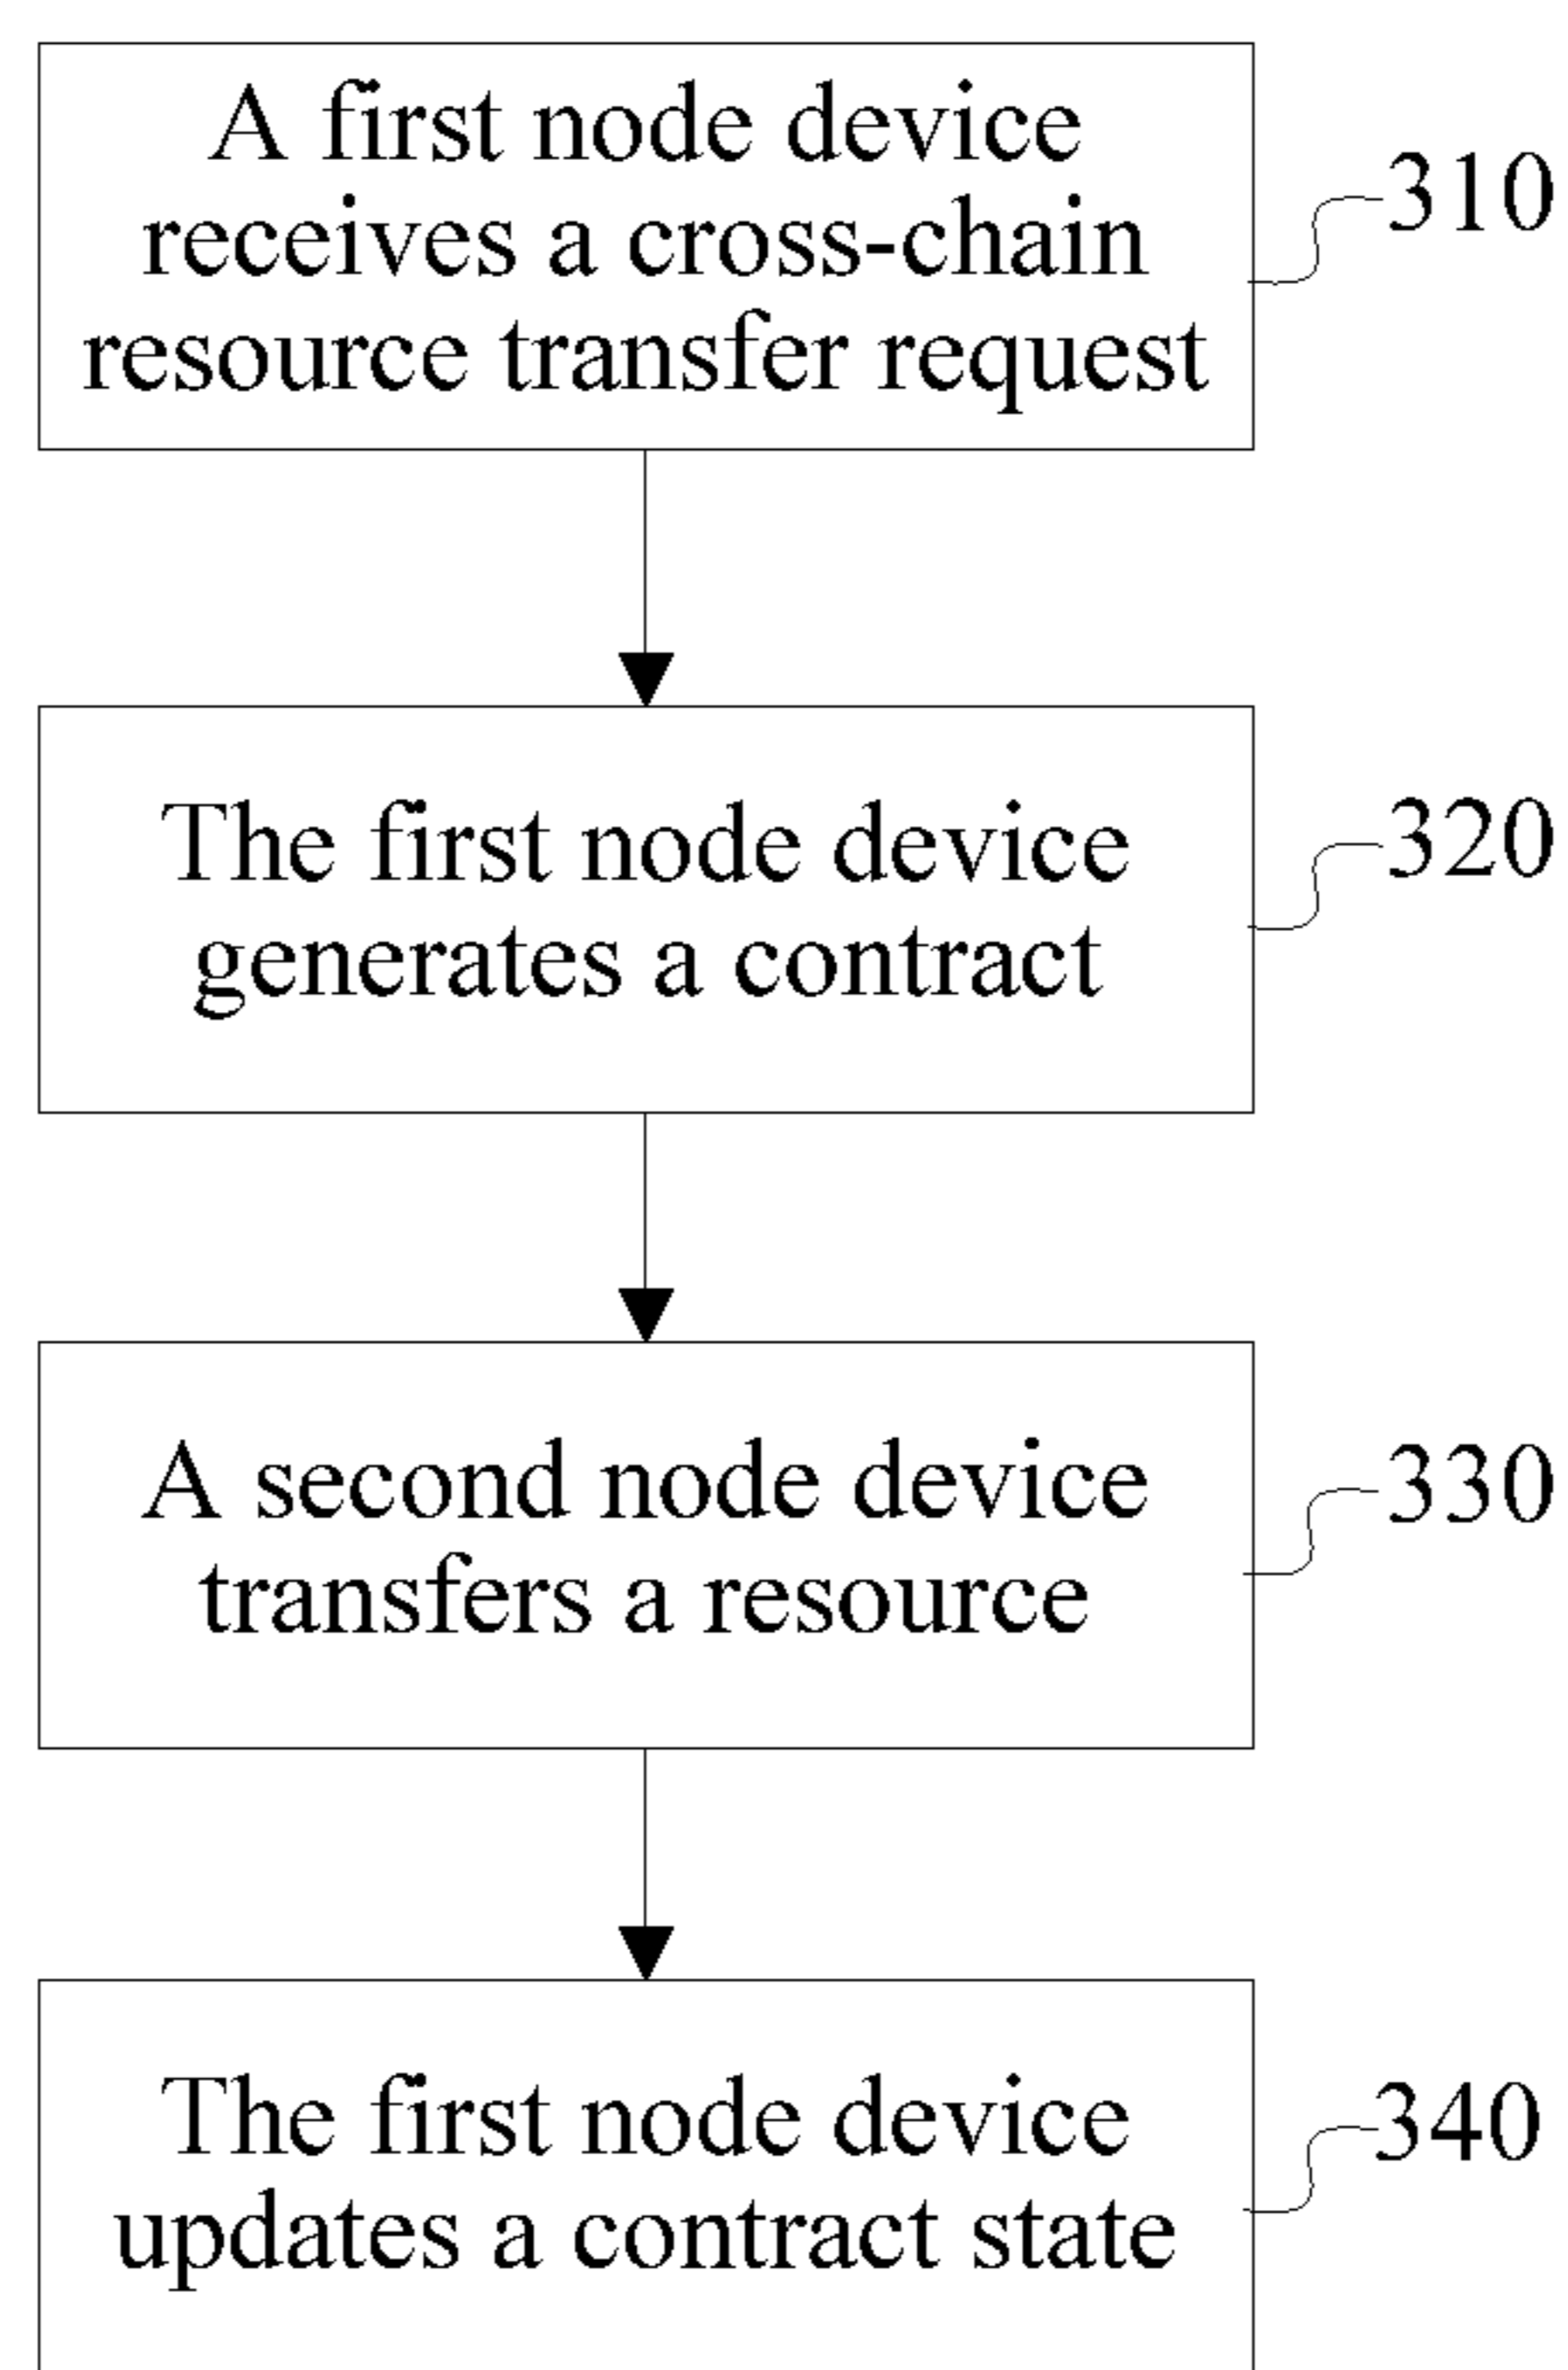 A first node device
receives a cross-chain
resource transfer request
310
The first node device
generates a contract
320
A second node device
transfers a resource
330
The first node device
updates a contract state
340